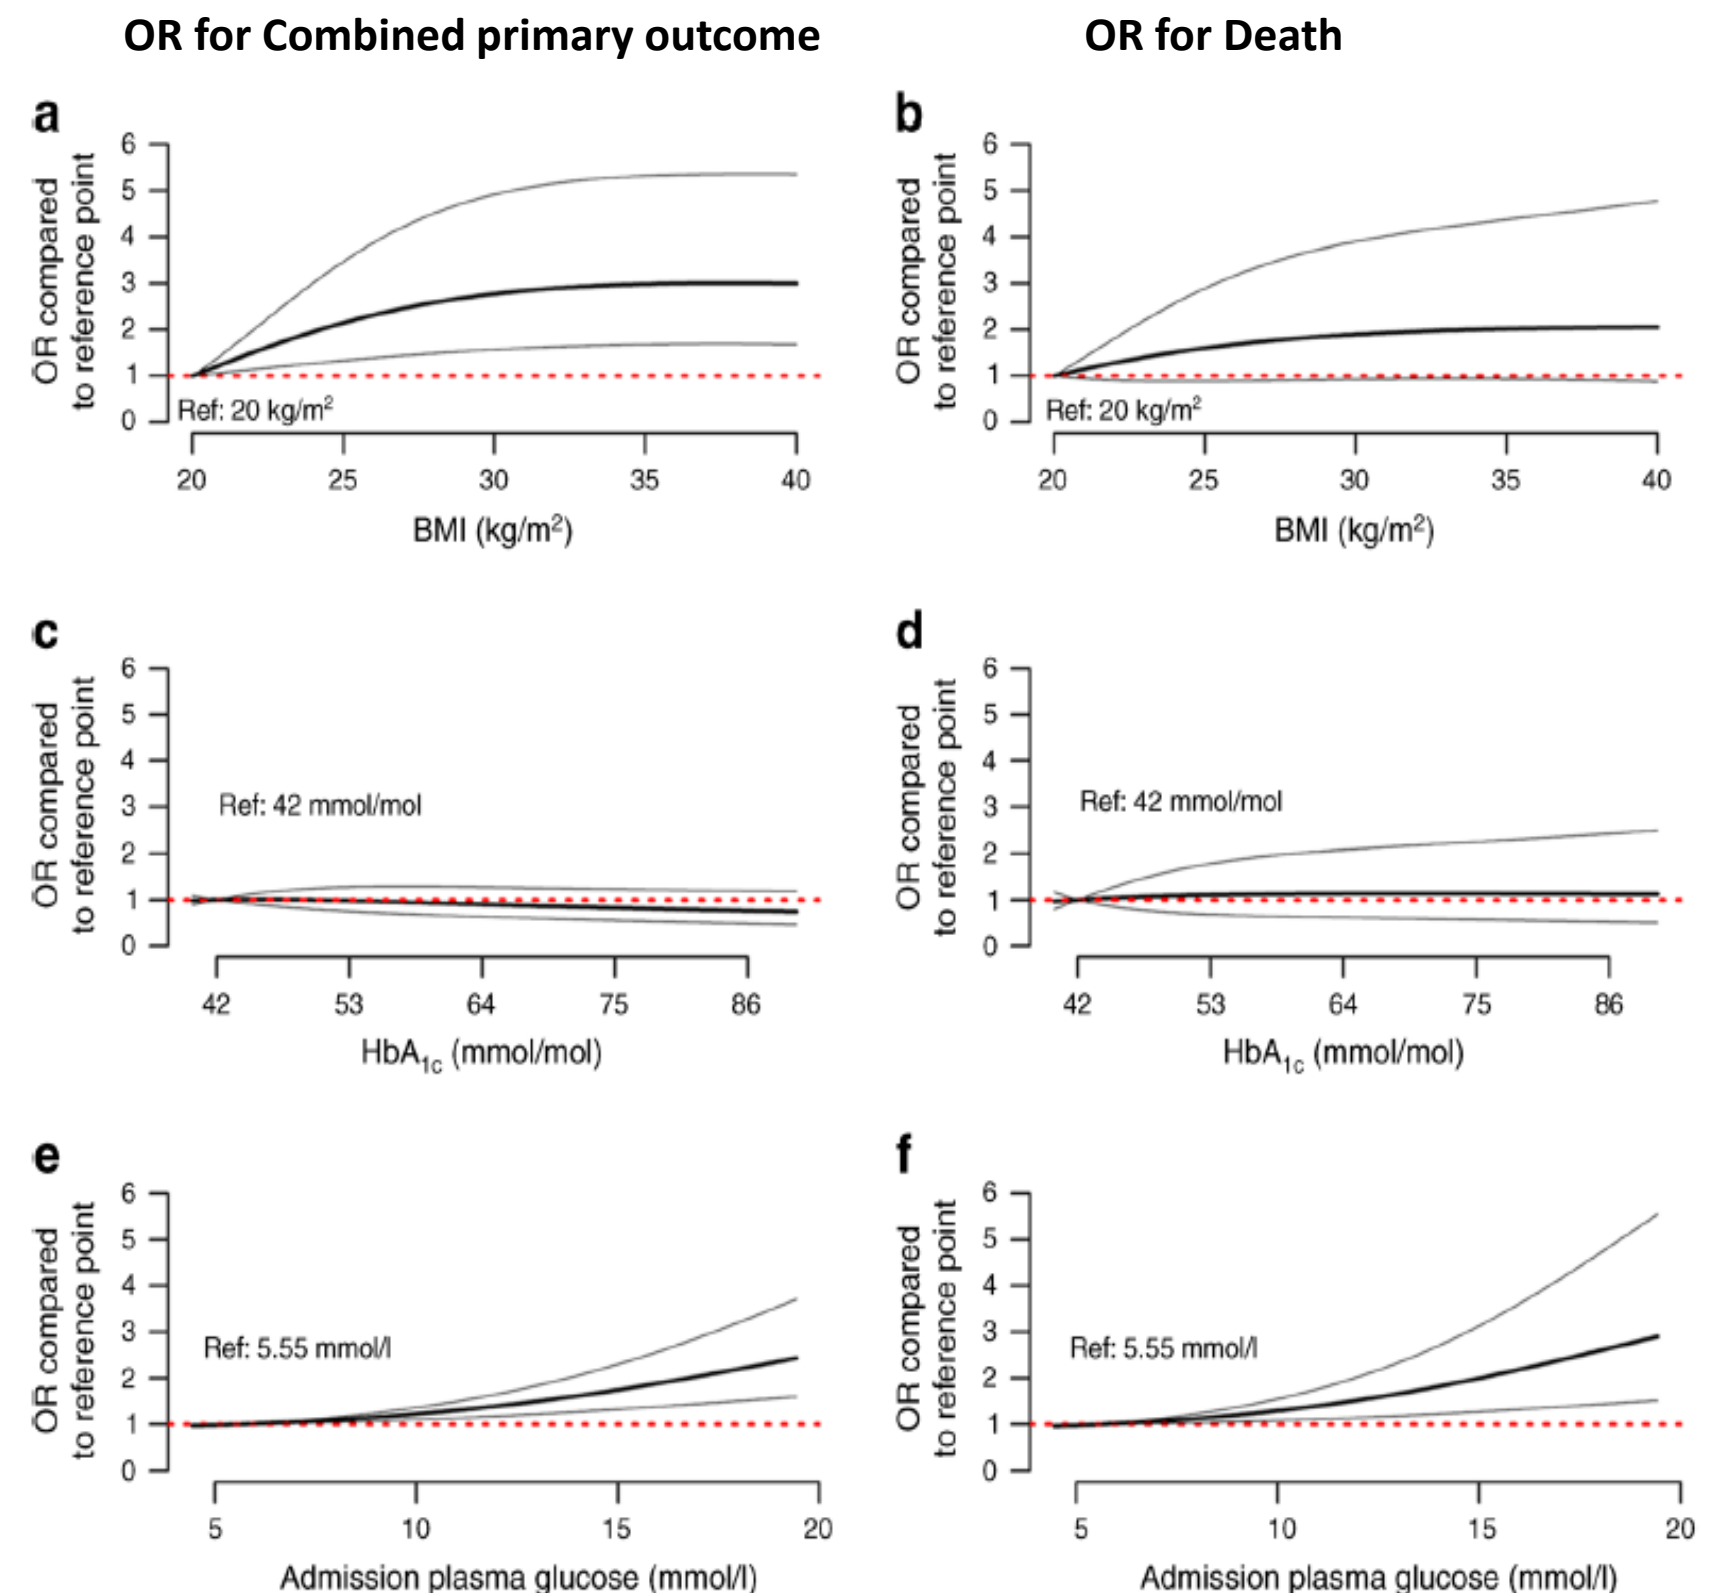 OR for Combined primary outcome
OR for Death
a
OR compared
to reference point
6
5
4
3
2
1
0
Ref: 20 kg/m²
20 25 30 35 40
BMI (kg/m²)
b
OR compared
to reference point
6
5
4
3
2
1
0
Ref: 20 kg/m²
20 25 30 35 40
BMI (kg/m²)
c
OR compared
to reference point
6
5
4
3
2
1
0
Ref: 42 mmol/mol
42 53 64 75 86
HbA₁c (mmol/mol)
d
OR compared
to reference point
6
5
4
3
2
1
0
Ref: 42 mmol/mol
42 53 64 75 86
HbA₁c (mmol/mol)
e
OR compared
to reference point
6
5
4
3
2
1
0
Ref: 5.55 mmol/l
5 10 15 20
Admission plasma glucose (mmol/l)
f
OR compared
to reference point
6
5
4
3
2
1
0
Ref: 5.55 mmol/l
5 10 15 20
Admission plasma glucose (mmol/l)